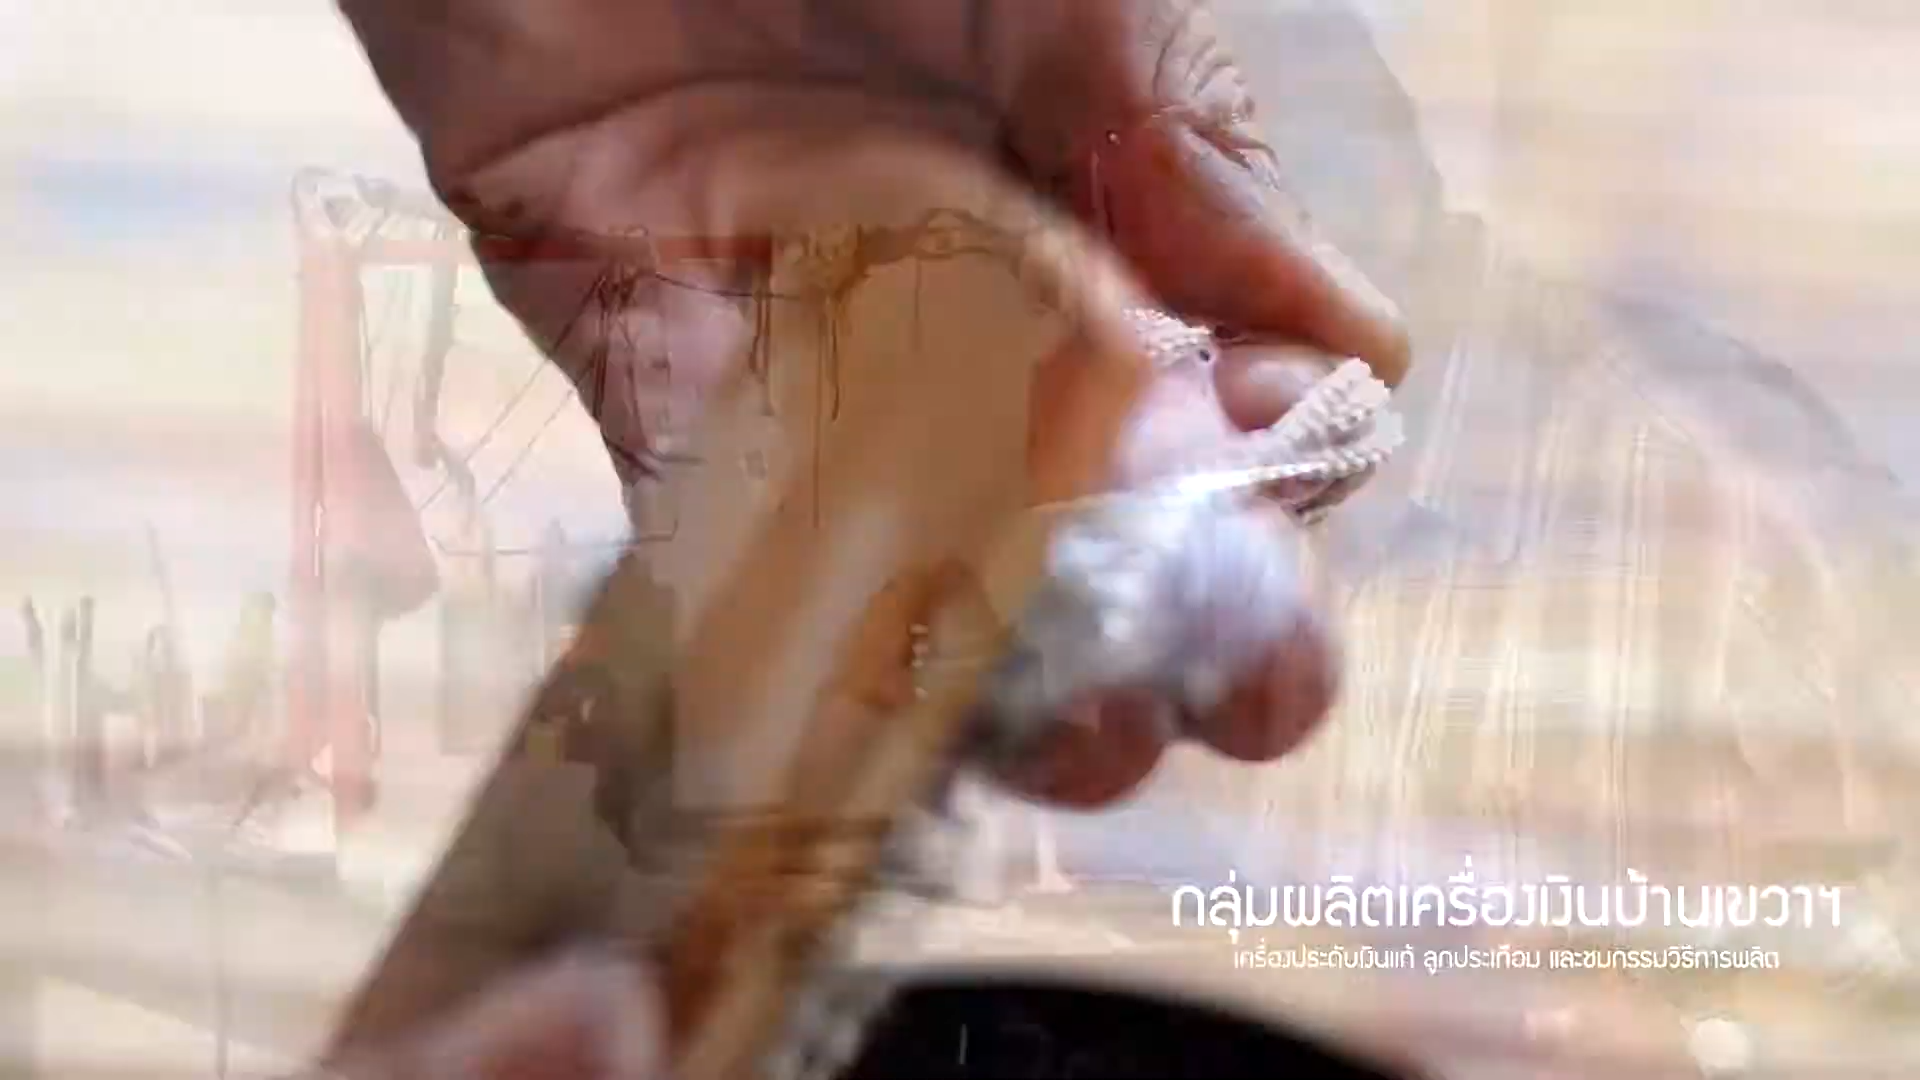 กลุ่มผลิตเครื่องเงินบ้านเขวาฯ
เครื่องประดับเงินแท้ ลูกประเกือม และชมกรรมวิธีการผลิต